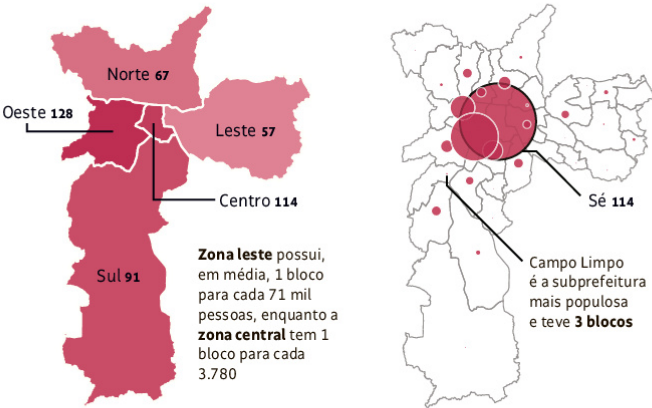 Norte 67
Oeste 128
Leste 57
Centro 114
Sul 91
Zona leste possui,
em média, 1 bloco
para cada 71 mil
pessoas, enquanto a
zona central tem 1
bloco para cada
3.780
Sé 114
Campo Limpo
é a subprefeitura
mais populosa
e teve 3 blocos